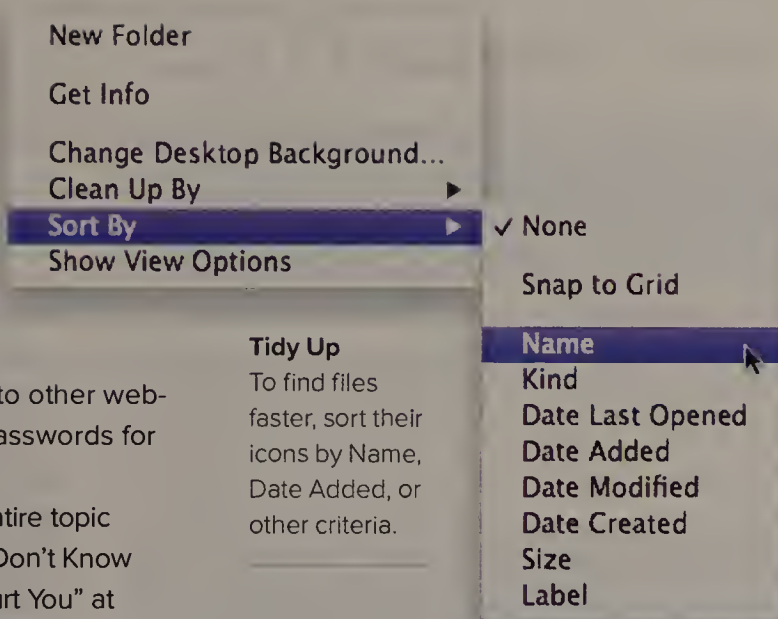 New Folder
Get Info
Change Desktop Background...
Clean Up By
Sort By
Show View Options
✓ None
Snap to Grid
Name
Kind
Date Last Opened
Date Added
Date Modified
Date Created
Size
Label
Tidy Up
To find files
faster, sort their
icons by Name,
Date Added, or
other criteria.
to other web-
asswords for
topic
Don't Know
You” at